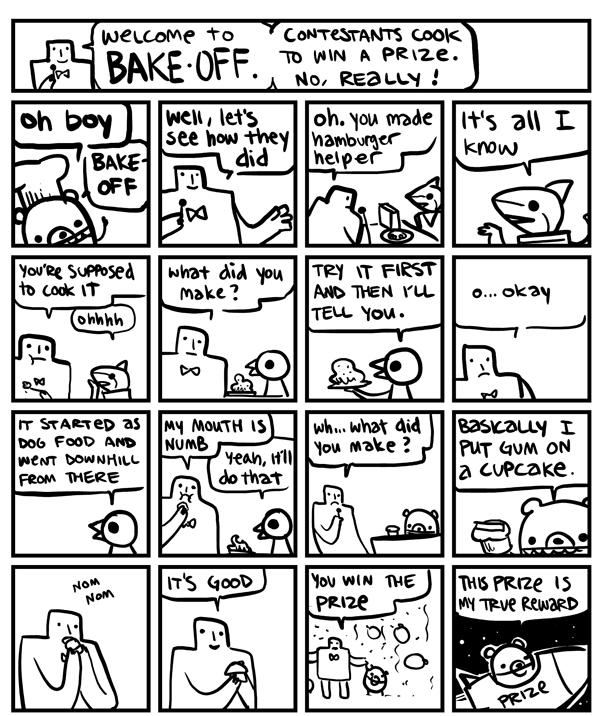 WELCOME TO
BAKE-OFF.
CONTESTANTS COOK
TO WIN A PRIZE.
NO, REALLY!
oh boy
BAKE-
OFF
Well, let's
see how they
did
oh. you made
hamburger
helper
It's all I
know
YOU'RE SUPPOSED
to cook IT
ohhhh
what did you
make?
TRY IT FIRST
AND THEN I'LL
TELL YOU.
o... okay
IT STARTED AS
DOG FOOD AND
WENT DOWNHILL
FROM THERE
MY MOUTH IS
NUMB
yeah, it'll
do that
wh... what did
you make?
BASICALLY I
PUT GUM ON
a CUPCAKE.
NOM
NOM
IT'S GOOD
YOU WIN THE
PRIZE
THIS PRIZE IS
MY TRUE REWARD
PRIZE